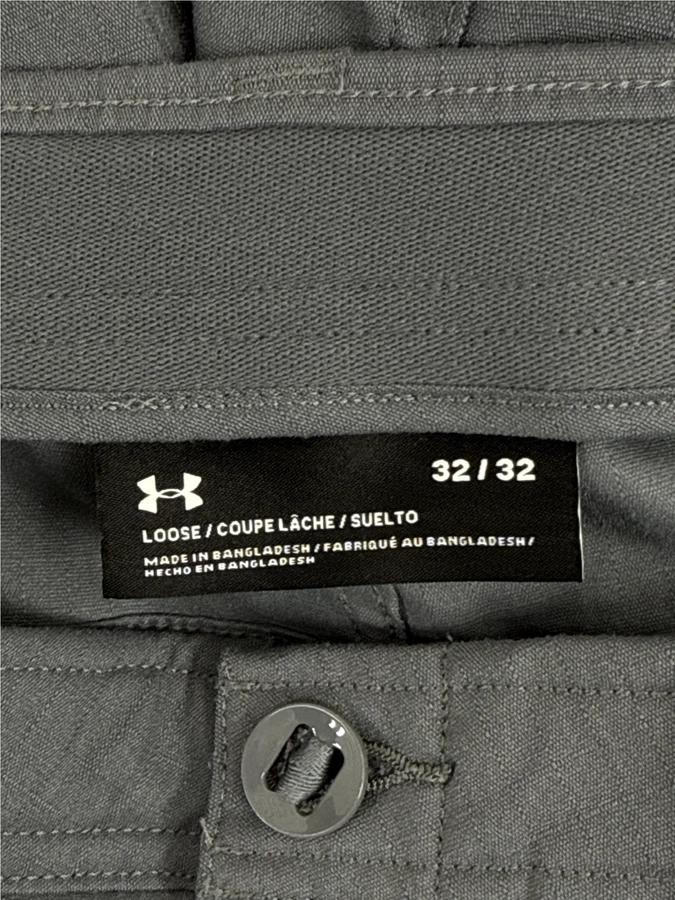 32 / 32
LOOSE / COUPE LÂCHE / SUELTO
MADE IN BANGLADESH / FABRIQUÉ AU BANGLADESH /
HECHO EN BANGLADESH